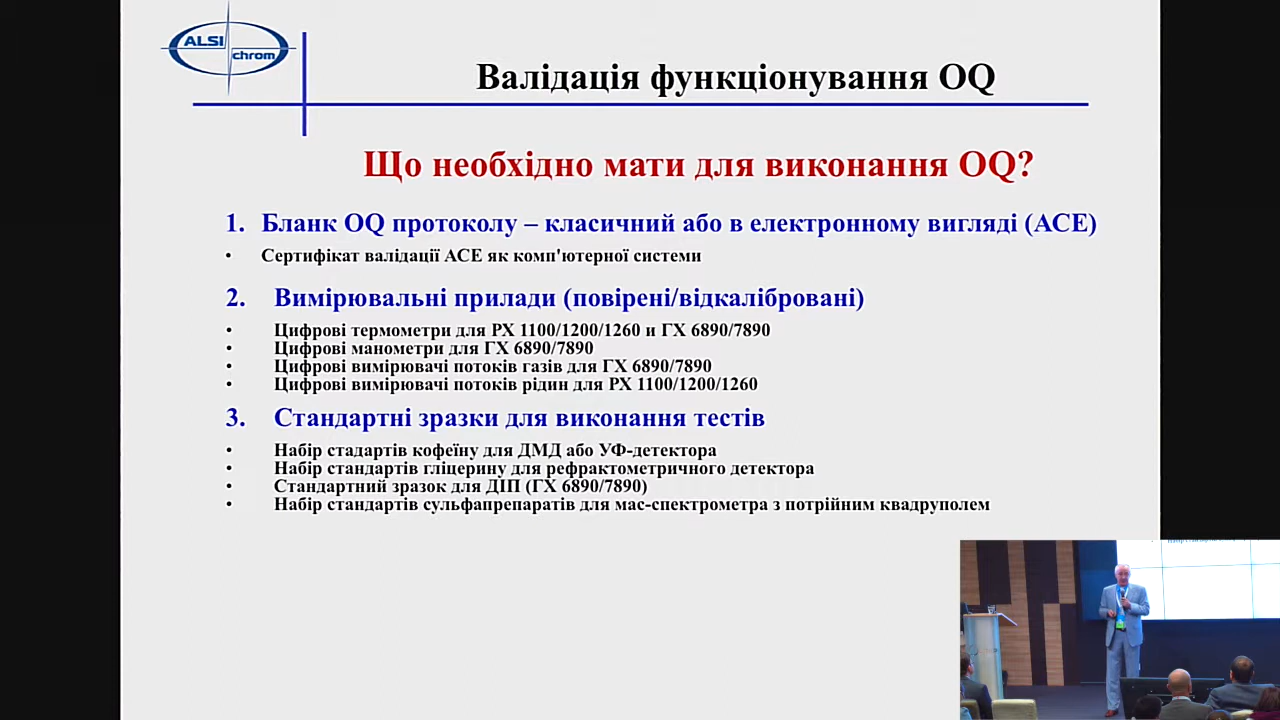 ALSI
chrom
Валідація функціонування OQ
Що необхідно мати для виконання OQ?
1. Бланк OQ протоколу – класичний або в електронному вигляді (ACE)
• Сертифікат валідації ACE як комп'ютерної системи
2. Вимірювальні прилади (повірені/відкалібровані)
• Цифрові термометри для РХ 1100/1200/1260 и ГХ 6890/7890
• Цифрові манометри для ГХ 6890/7890
• Цифрові вимірювачі потоків газів для ГХ 6890/7890
• Цифрові вимірювачі потоків рідин для РХ 1100/1200/1260
3. Стандартні зразки для виконання тестів
• Набір стадартів кофеїну для ДМД або УФ-детектора
• Набір стандартів гліцерину для рефрактометричного детектора
• Стандартний зразок для ДІП (ГХ 6890/7890)
• Набір стандартів сульфапрепаратів для мас-спектрометра з потрійним квадруполем